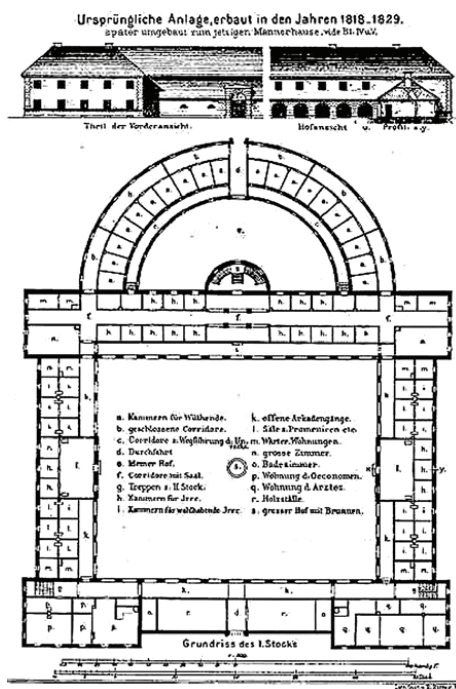 Ursprüngliche Anlage, erbaut in den Jahren 1818-1829.
später umgebaut zum jetzigen Männerhause, vide Bl. IV u. V.
Theil der Vorderansicht.
Hofansicht u. Profil x.y.
a. Kammern für Wüthende.
b. geschlossene Corridore.
c. Corridore z. Wegführung d. Un-
d. Durchfahrt
e. kleiner Hof.
f. Corridore mit Saal.
g. Treppen z. II Stock.
h. Kammern für Irre.
i. Kammern für wohlhabende Irre.
k. offene Arkadengänge.
l. Säle z. Promeniren etc.
m. Wärter Wohnungen.
n. grosse Zimmer.
o. Badezimmer.
p. Wohnung d. Oeconomen.
q. Wohnung d. Arztes.
r. Holzställe.
s. grosser Hof mit Brunnen.
Grundriss des I. Stocks